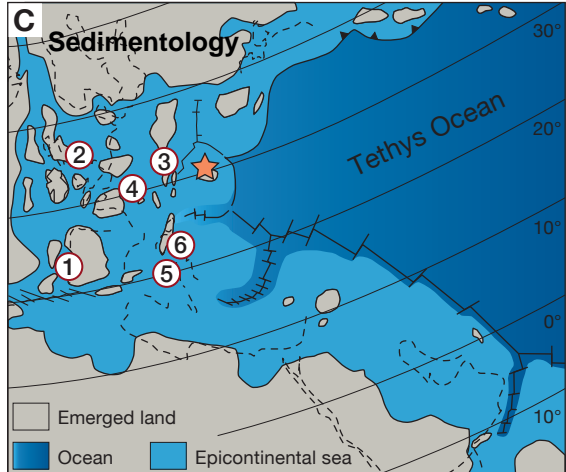 C
Sedimentology
30°
Tethys Ocean
20°
2
3
4
10°
6
1
5
0°
Emerged land
10°
Ocean
Epicontinental sea